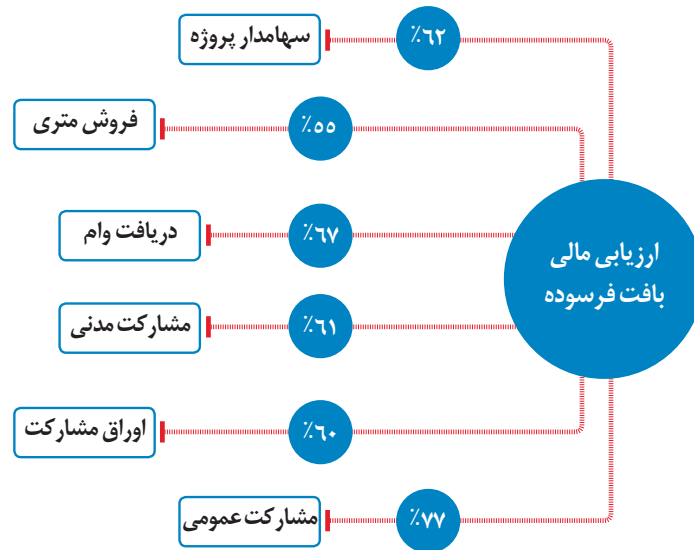 ارزیابی مالی
بافت فرسوده
٪۶۲
سهامدار پروژه
٪۵۵
فروش متری
٪۶۷
دریافت وام
٪۶۱
مشارکت مدنی
٪۶۰
اوراق مشارکت
٪۷۷
مشارکت عمومی